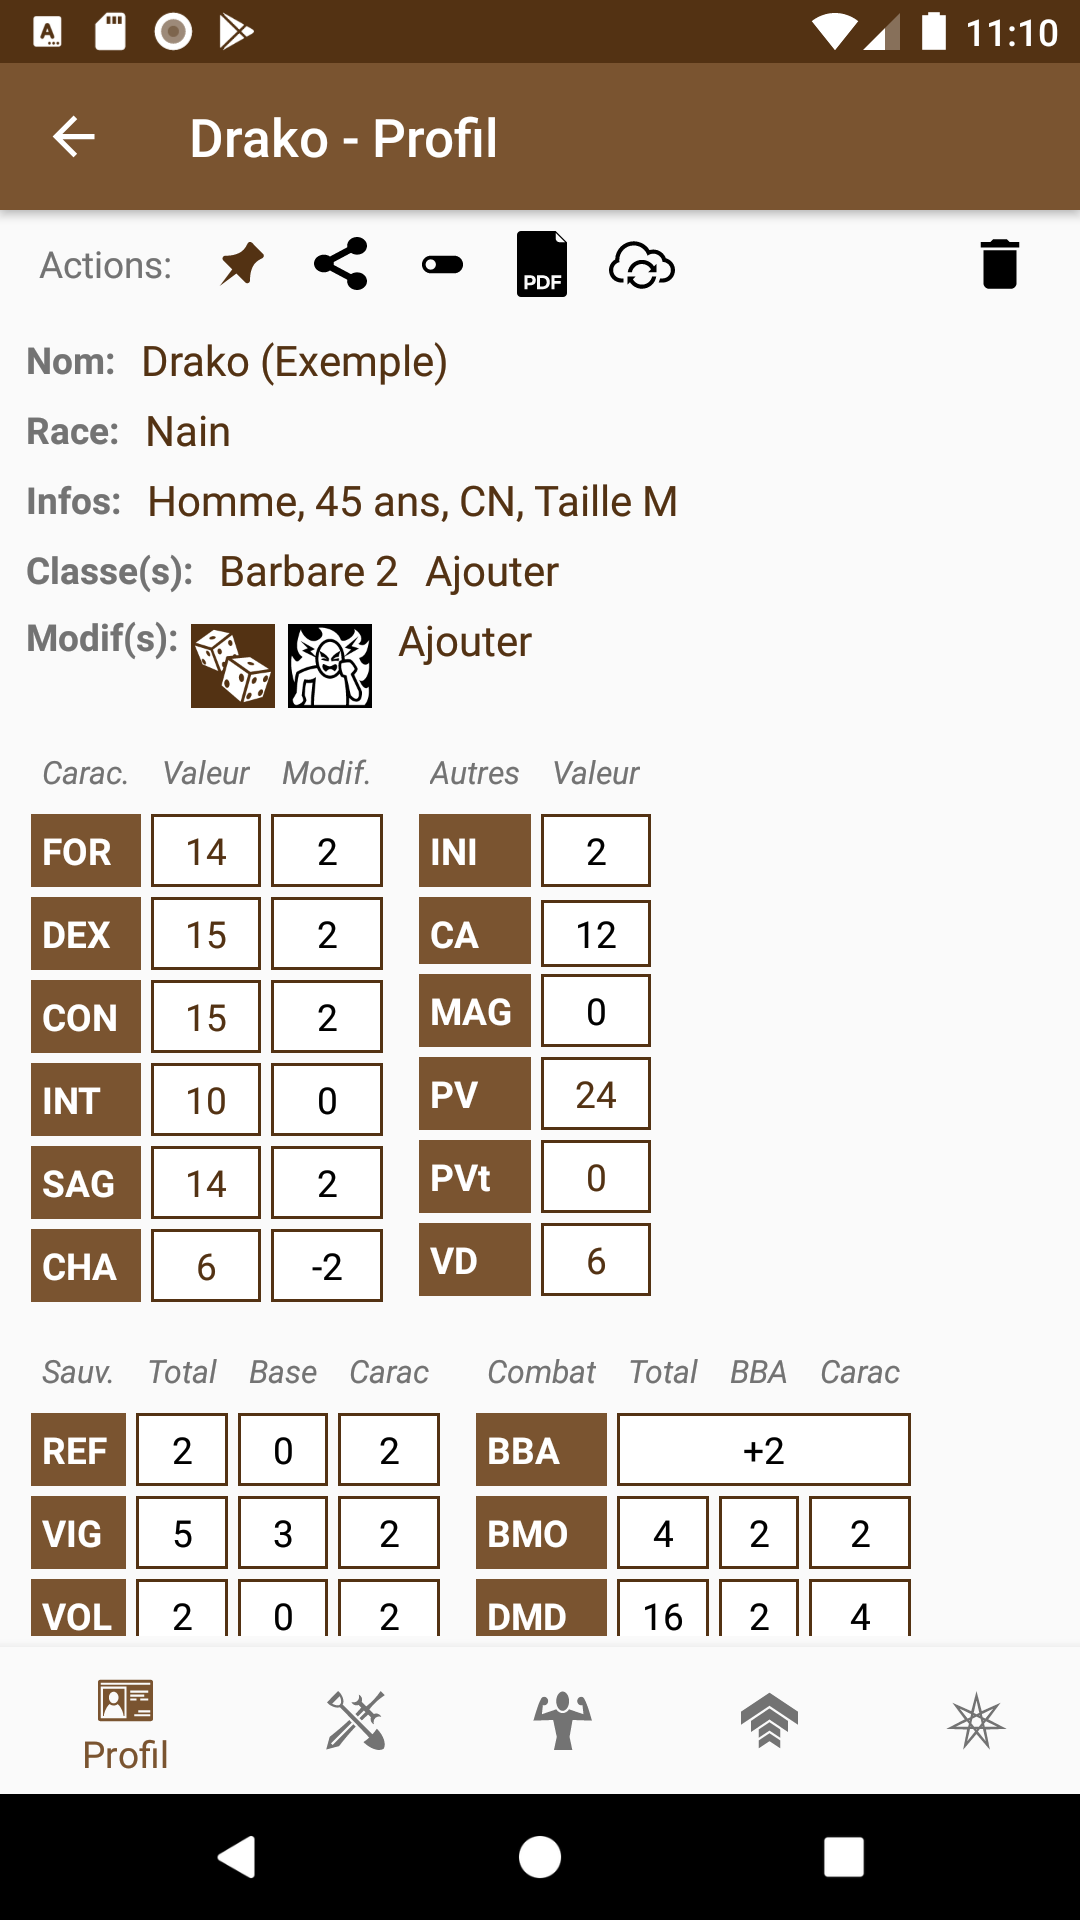 11:10
Drako - Profil
Actions: PDF
Nom: Drako (Exemple)
Race: Nain
Infos: Homme, 45 ans, CN, Taille M
Classe(s): Barbare 2 Ajouter
Modif(s): Ajouter
Carac. Valeur Modif. Autres Valeur
FOR 14 2 INI 2
DEX 15 2 CA 12
CON 15 2 MAG 0
INT 10 0 PV 24
SAG 14 2 PVt 0
CHA 6 -2 VD 6
Sauv. Total Base Carac Combat Total BBA Carac
REF 2 0 2 BBA +2
VIG 5 3 2 BMO 4 2 2
VOL 2 0 2 DMD 16 2 4
Profil